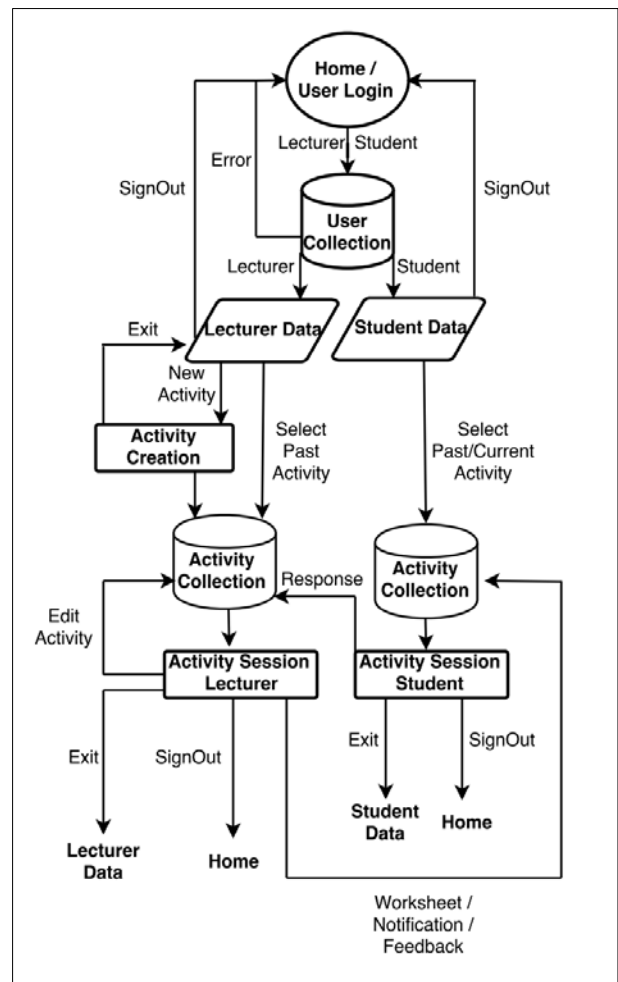 Home /
User Login
Lecturer
Student
Error
SignOut
SignOut
User
Collection
Lecturer
Student
Lecturer Data
Student Data
Exit
New
Activity
Activity
Creation
Select
Past
Activity
Select
Past/Current
Activity
Activity
Collection
Response
Activity
Collection
Edit
Activity
Activity Session
Lecturer
Activity Session
Student
Exit
SignOut
Exit
SignOut
Lecturer
Data
Home
Student
Data
Home
Worksheet /
Notification /
Feedback